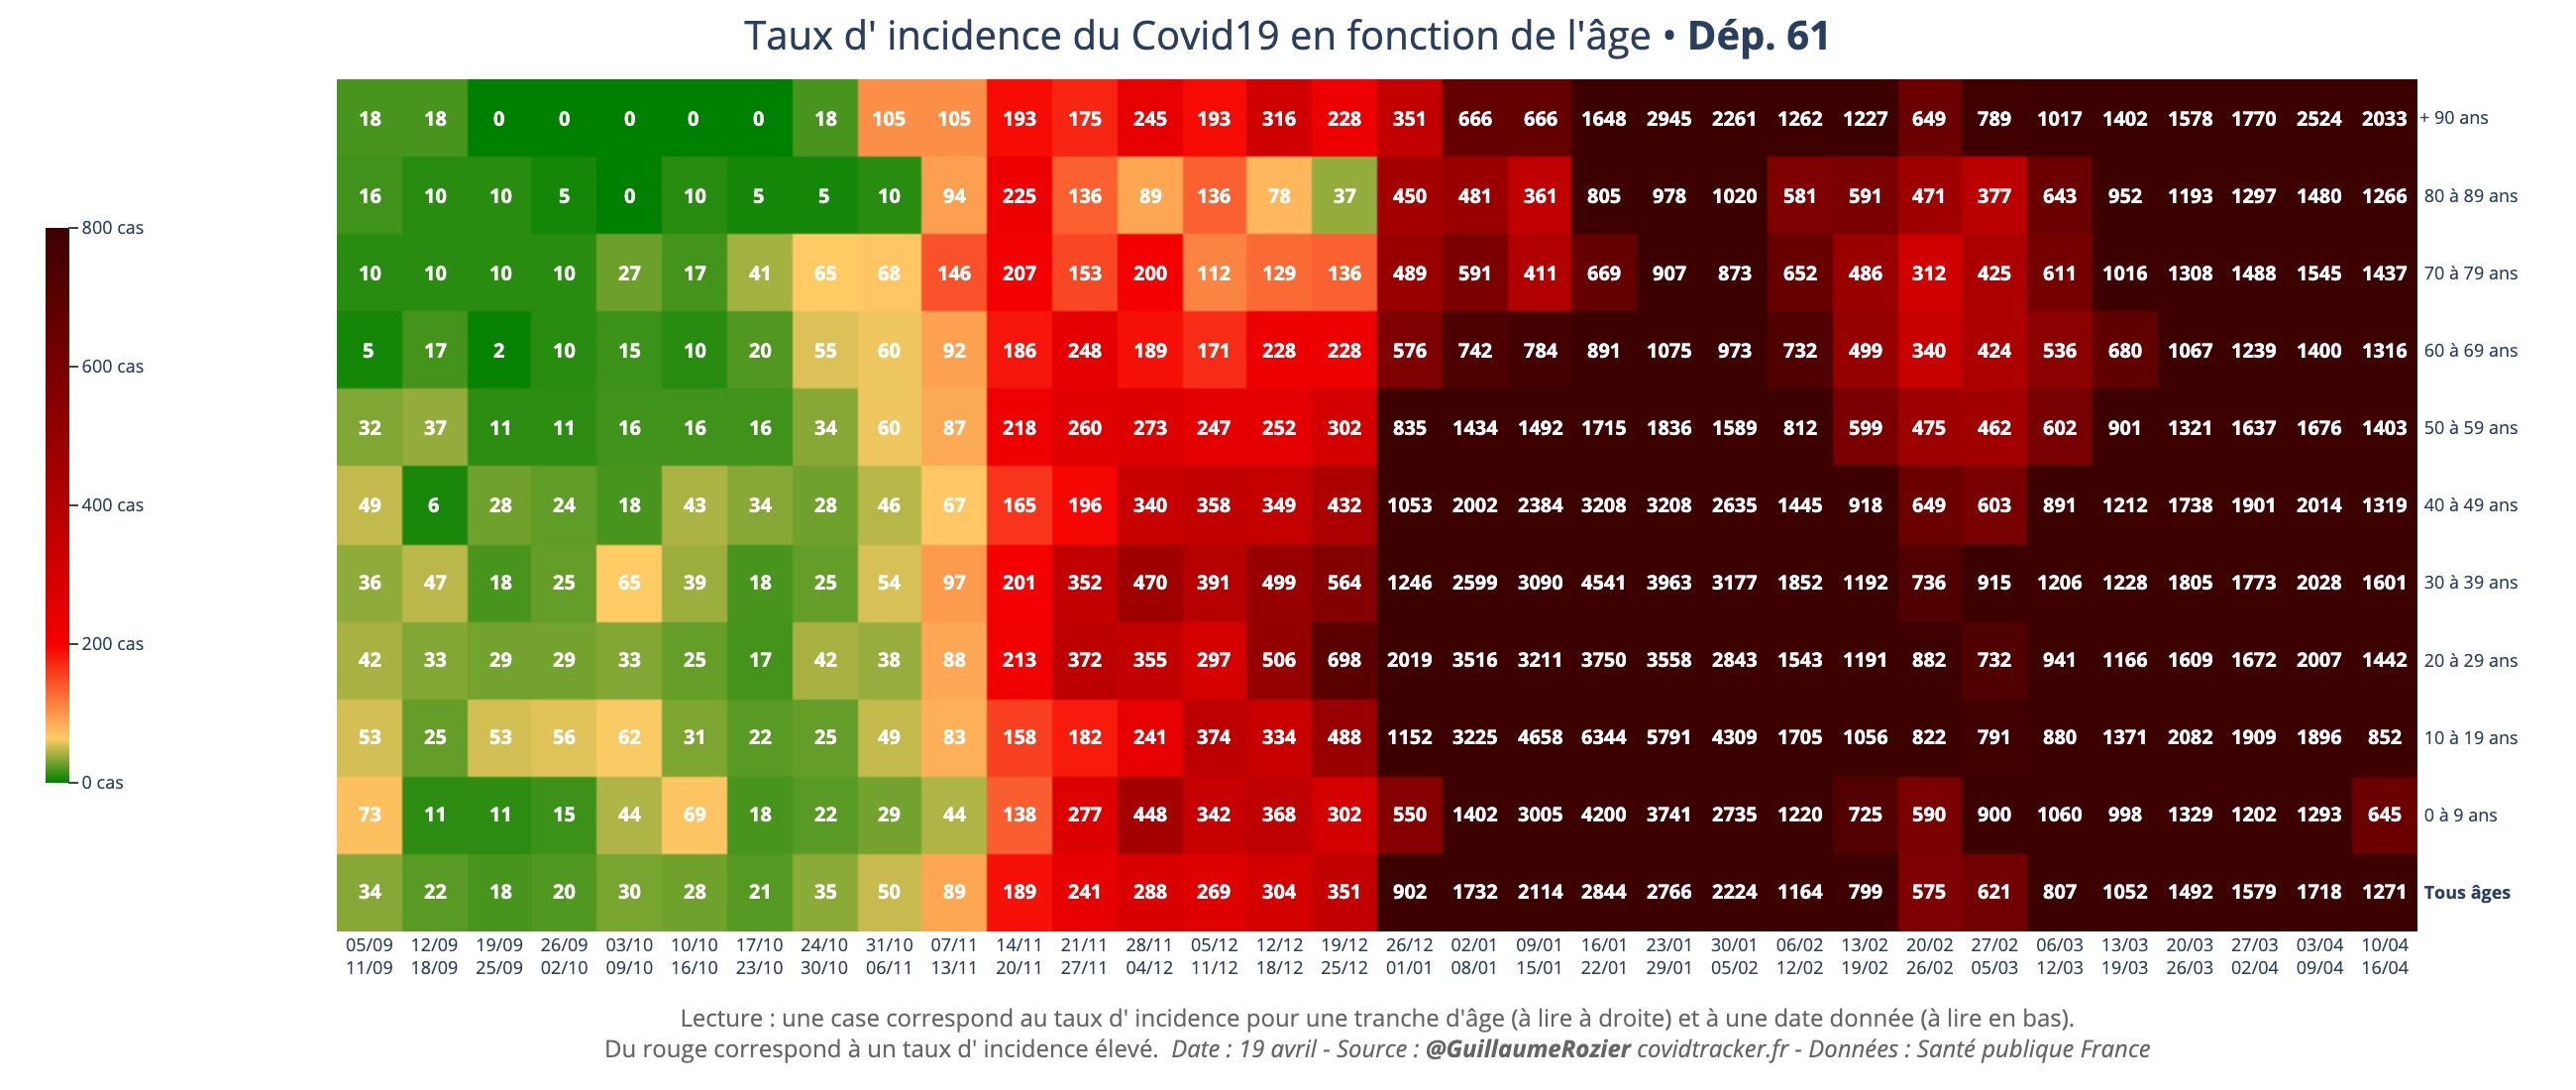 Taux d' incidence du Covid19 en fonction de l'âge • Dép. 61
18 18 0 0 0 0 0 18 105 105 193 175 245 193 316 228 351 666 666 1648 2945 2261 1262 1227 649 789 1017 1402 1578 1770 2524 2033 + 90 ans
16 10 10 5 0 10 5 5 10 94 225 136 89 136 78 37 450 481 361 805 978 1020 581 591 471 377 643 952 1193 1297 1480 1266 80 à 89 ans
800 cas
10 10 10 10 27 17 41 65 68 146 207 153 200 112 129 136 489 591 411 669 907 873 652 486 312 425 611 1016 1308 1488 1545 1437 70 à 79 ans
5 17 2 10 15 10 20 55 60 92 186 248 189 171 228 228 576 742 784 891 1075 973 732 499 340 424 536 680 1067 1239 1400 1316 60 à 69 ans
600 cas
32 37 11 11 16 16 16 34 60 87 218 260 273 247 252 302 835 1434 1492 1715 1836 1589 812 599 475 462 602 901 1321 1637 1676 1403 50 à 59 ans
400 cas
49 6 28 24 18 43 34 28 46 67 165 196 340 358 349 432 1053 2002 2384 3208 3208 2635 1445 918 649 603 891 1212 1738 1901 2014 1319 40 à 49 ans
36 47 18 25 65 39 18 25 54 97 201 352 470 391 499 564 1246 2599 3090 4541 3963 3177 1852 1192 736 915 1206 1228 1805 1773 2028 1601 30 à 39 ans
200 cas
42 33 29 29 33 25 17 42 38 88 213 372 355 297 506 698 2019 3516 3211 3750 3558 2843 1543 1191 882 732 941 1166 1609 1672 2007 1442 20 à 29 ans
53 25 53 56 62 31 22 25 49 83 158 182 241 374 334 488 1152 3225 4658 6344 5791 4309 1705 1056 822 791 880 1371 2082 1909 1896 852 10 à 19 ans
0 cas
73 11 11 15 44 69 18 22 29 44 138 277 448 342 368 302 550 1402 3005 4200 3741 2735 1220 725 590 900 1060 998 1329 1202 1293 645 0 à 9 ans
34 22 18 20 30 28 21 35 50 89 189 241 288 269 304 351 902 1732 2114 2844 2766 2224 1164 799 575 621 807 1052 1492 1579 1718 1271 Tous âges
05/09 12/09 19/09 26/09 03/10 10/10 17/10 24/10 31/10 07/11 14/11 21/11 28/11 05/12 12/12 19/12 26/12 02/01 09/01 16/01 23/01 30/01 06/02 13/02 20/02 27/02 06/03 13/03 20/03 27/03 03/04 10/04
11/09 18/09 25/09 02/10 09/10 16/10 23/10 30/10 06/11 13/11 20/11 27/11 04/12 11/12 18/12 25/12 01/01 08/01 15/01 22/01 29/01 05/02 12/02 19/02 26/02 05/03 12/03 19/03 26/03 02/04 09/04 16/04
Lecture : une case correspond au taux d' incidence pour une tranche d'âge (à lire à droite) et à une date donnée (à lire en bas).
Du rouge correspond à un taux d' incidence élevé. Date : 19 avril - Source : @GuillaumeRozier covidtracker.fr - Données : Santé publique France